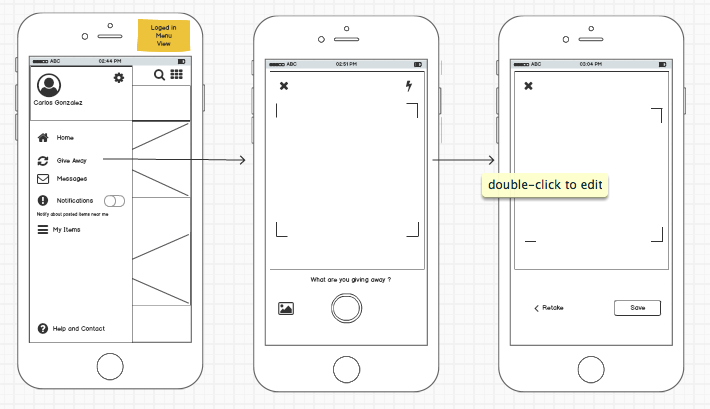 Loged in
Menu
View
ABC 02:44 PM
Carlos Gonzalez
Home
Give Away
Messages
Notifications
Notify about posted items near me
My Items
Help and Contact
ABC 02:51 PM
What are you giving away ?
ABC 03:04 PM
double-click to edit
Retake
Save